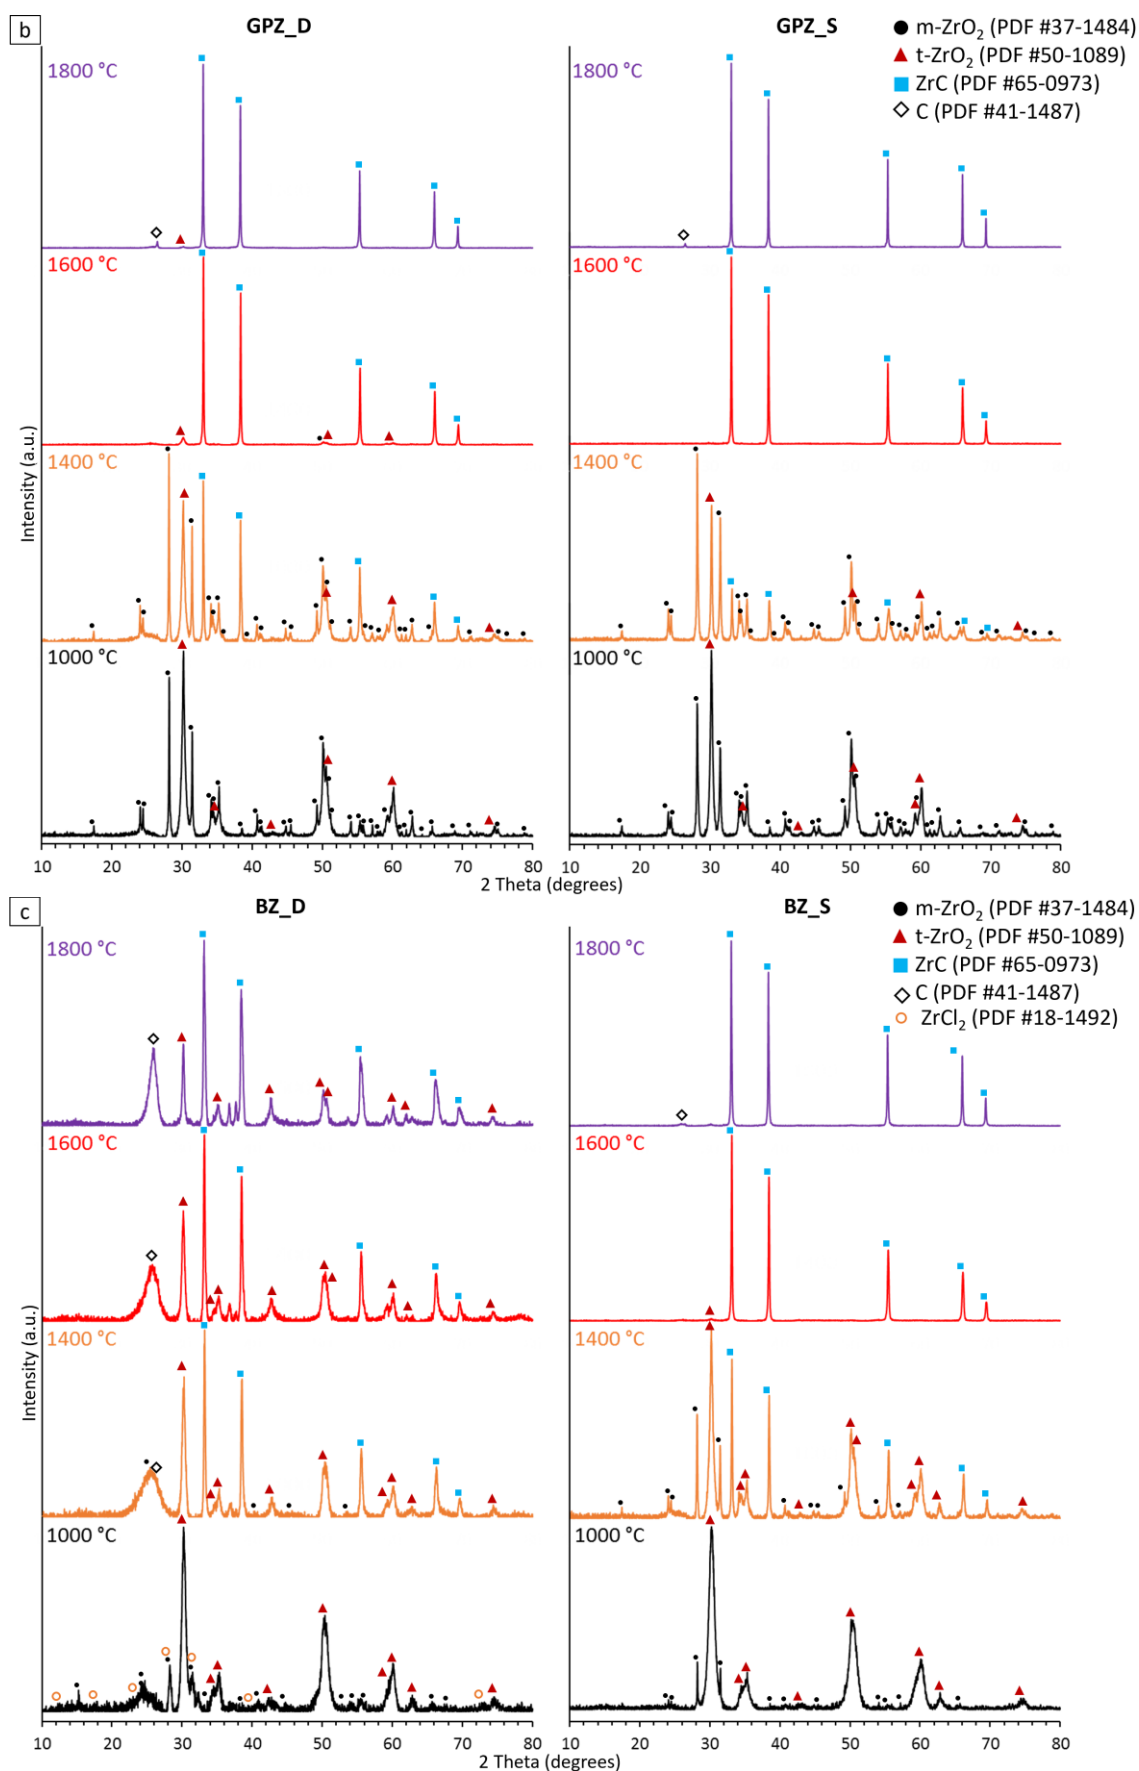 b
GPZ_D
GPZ_S
● m-ZrO₂ (PDF #37-1484)
▲ t-ZrO₂ (PDF #50-1089)
■ ZrC (PDF #65-0973)
◇ C (PDF #41-1487)
1800 °C
1800 °C
1600 °C
1600 °C
1400 °C
1400 °C
1000 °C
1000 °C
Intensity (a.u.)
10 20 30 40 50 60 70 80
10 20 30 40 50 60 70 80
2 Theta (degrees)
c
BZ_D
BZ_S
● m-ZrO₂ (PDF #37-1484)
▲ t-ZrO₂ (PDF #50-1089)
■ ZrC (PDF #65-0973)
◇ C (PDF #41-1487)
○ ZrCl₂ (PDF #18-1492)
1800 °C
1800 °C
1600 °C
1600 °C
1400 °C
1400 °C
1000 °C
1000 °C
Intensity (a.u.)
10 20 30 40 50 60 70 80
10 20 30 40 50 60 70 80
2 Theta (degrees)